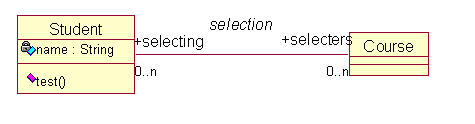 Student
name : String
test()
selection
+selecting
+selecters
0..n
0..n
Course